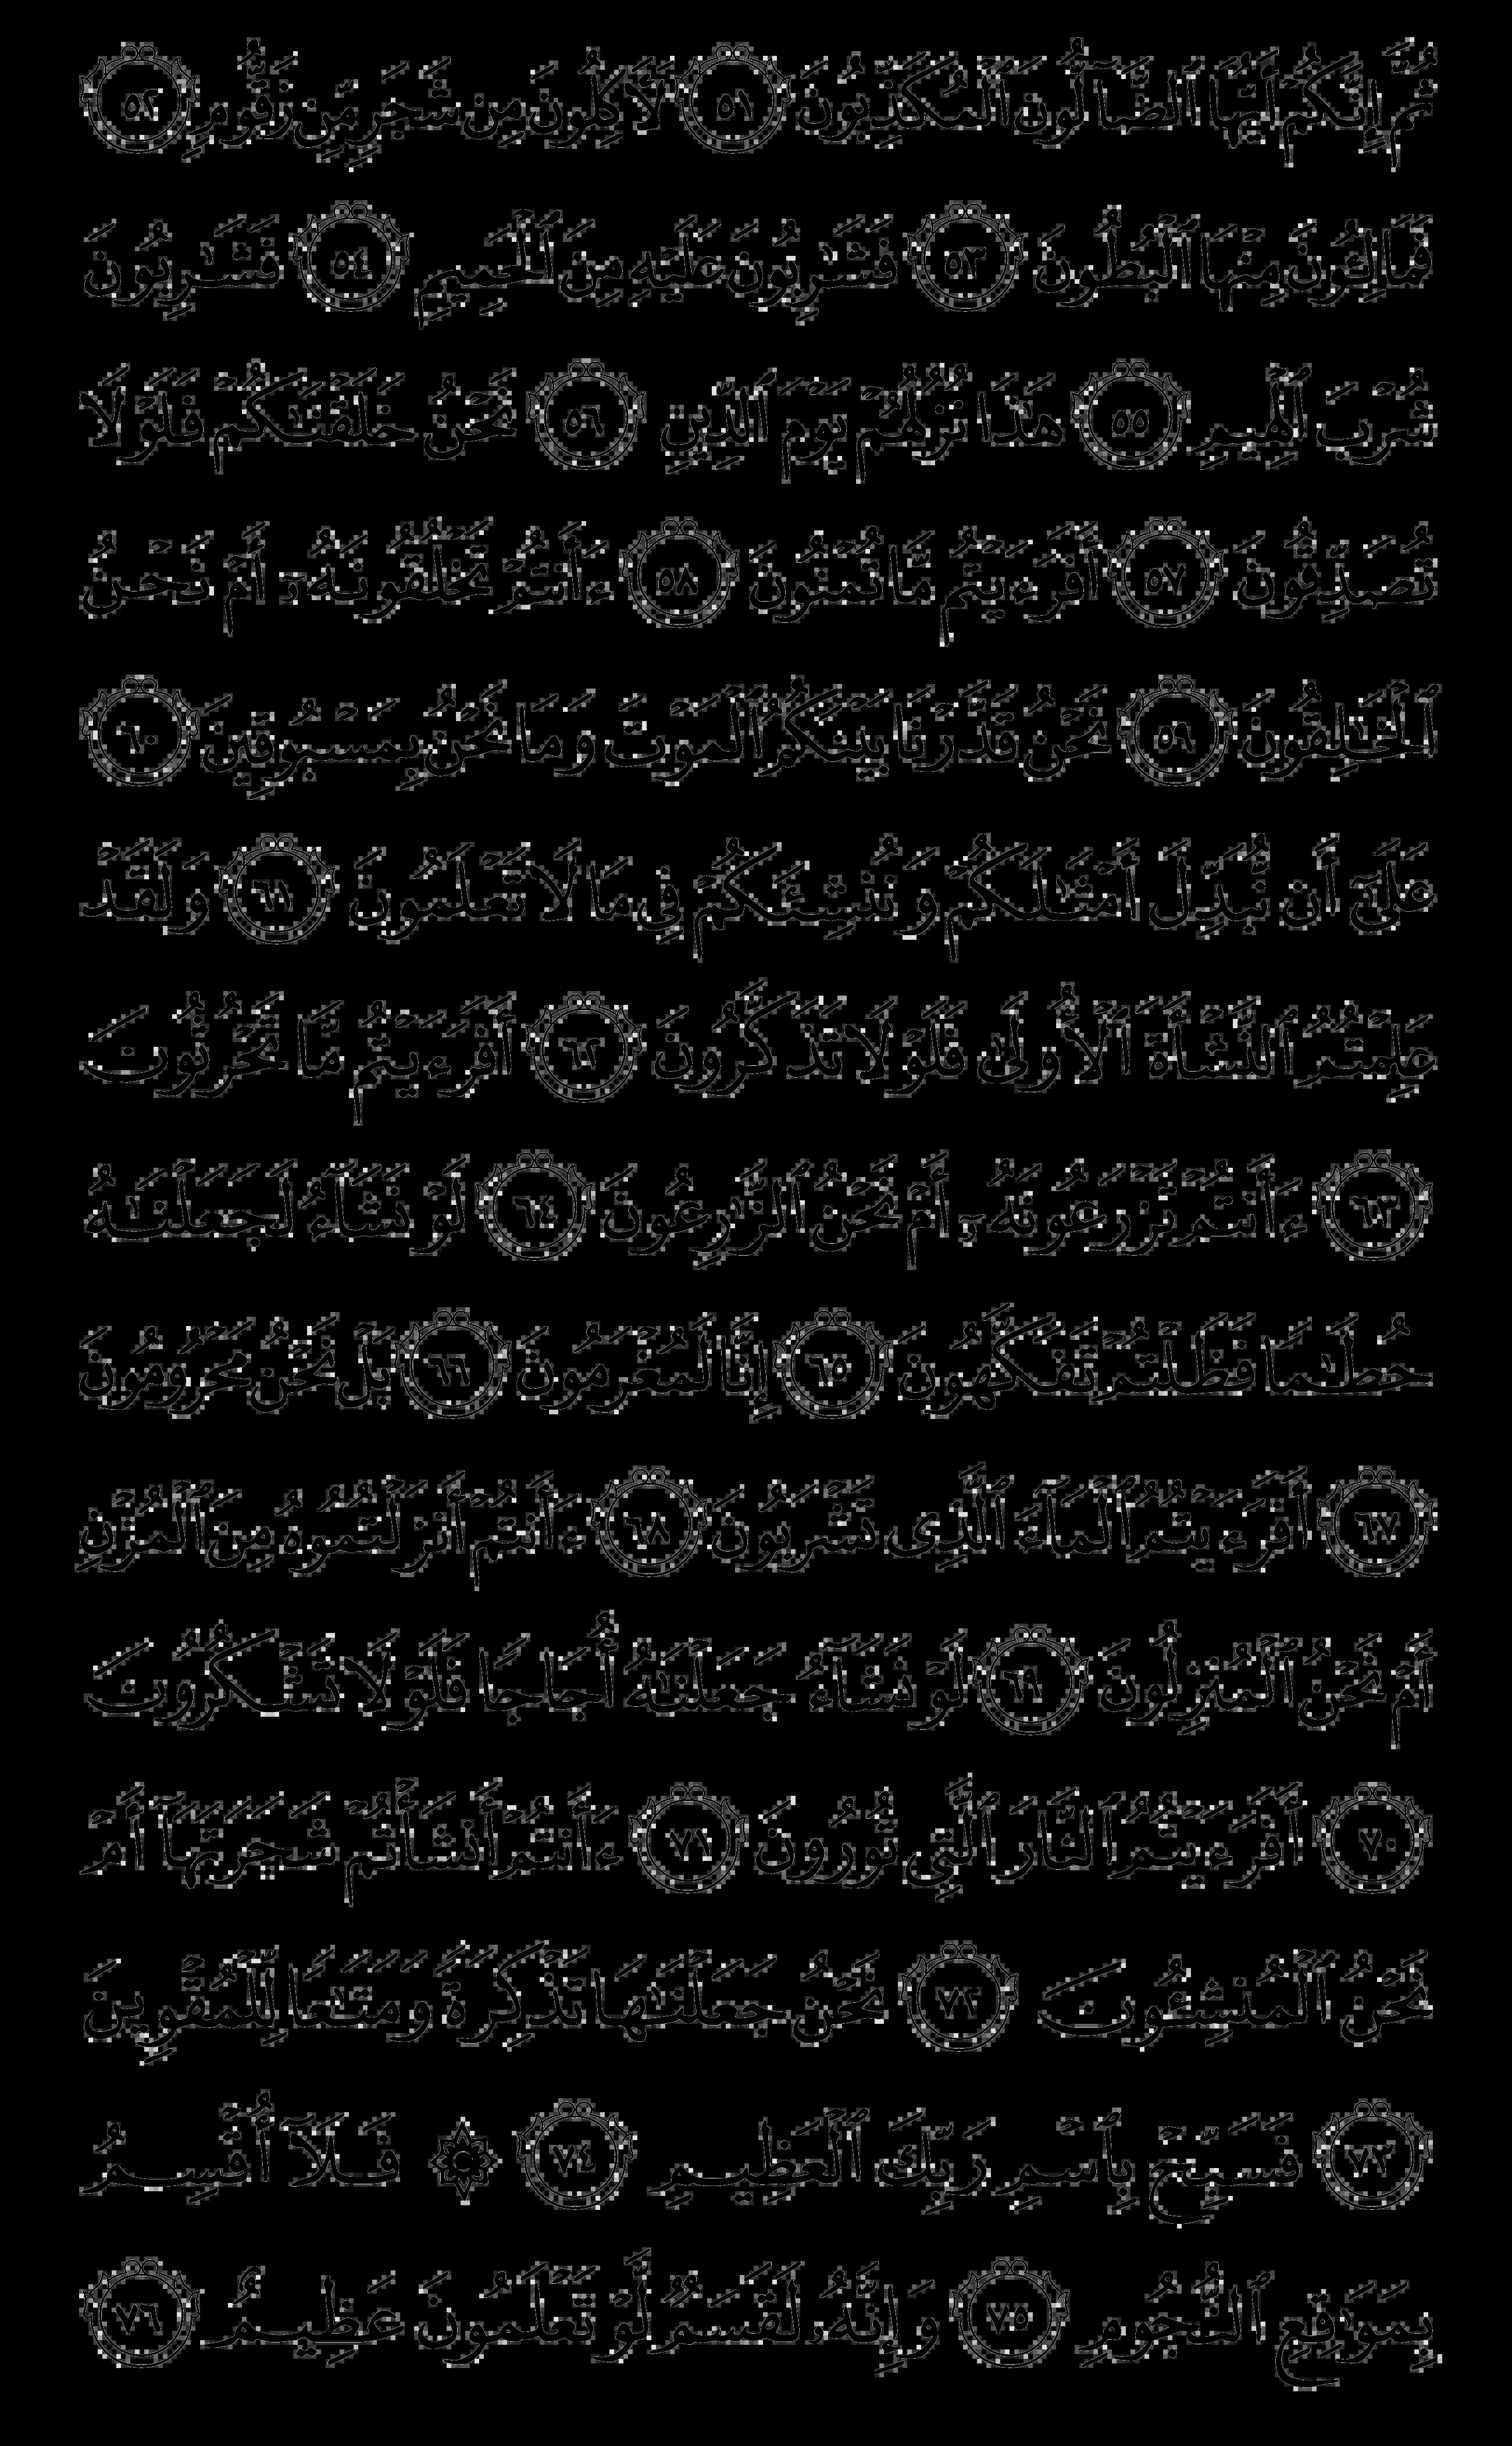 ثُمَّ إِنَّكُمْ أَيُّهَا ٱلضَّآلُّونَ ٱلْمُكَذِّبُونَ ٥١ لَءَاكِلُونَ مِن شَجَرٍ مِّن زَقُّومٍ ٥٢
فَمَالِـُٔونَ مِنْهَا ٱلْبُطُونَ ٥٣ فَشَـٰرِبُونَ عَلَيْهِ مِنَ ٱلْحَمِيمِ ٥٤ فَشَـٰرِبُونَ
شُرْبَ ٱلْهِيمِ ٥٥ هَـٰذَا نُزُلُهُمْ يَوْمَ ٱلدِّينِ ٥٦ نَحْنُ خَلَقْنَـٰكُمْ فَلَوْلَا
تُصَدِّقُونَ ٥٧ أَفَرَءَيْتُم مَّا تُمْنُونَ ٥٨ ءَأَنتُمْ تَخْلُقُونَهُۥٓ أَمْ نَحْنُ
ٱلْخَـٰلِقُونَ ٥٩ نَحْنُ قَدَّرْنَا بَيْنَكُمُ ٱلْمَوْتَ وَمَا نَحْنُ بِمَسْبُوقِينَ ٦٠
عَلَىٰٓ أَن نُّبَدِّلَ أَمْثَـٰلَكُمْ وَنُنشِئَكُمْ فِى مَا لَا تَعْلَمُونَ ٦١ وَلَقَدْ
عَلِمْتُمُ ٱلنَّشْأَةَ ٱلْأُولَىٰ فَلَوْلَا تَذَكَّرُونَ ٦٢ أَفَرَءَيْتُم مَّا تَحْرُثُونَ
٦٣ ءَأَنتُمْ تَزْرَعُونَهُۥٓ أَمْ نَحْنُ ٱلزَّٰرِعُونَ ٦٤ لَوْ نَشَآءُ لَجَعَلْنَـٰهُ
حُطَـٰمًا فَظَلْتُمْ تَفَكَّهُونَ ٦٥ إِنَّا لَمُغْرَمُونَ ٦٦ بَلْ نَحْنُ مَحْرُومُونَ
٦٧ أَفَرَءَيْتُمُ ٱلْمَآءَ ٱلَّذِى تَشْرَبُونَ ٦٨ ءَأَنتُمْ أَنزَلْتُمُوهُ مِنَ ٱلْمُزْنِ
أَمْ نَحْنُ ٱلْمُنزِلُونَ ٦٩ لَوْ نَشَآءُ جَعَلْنَـٰهُ أُجَاجًا فَلَوْلَا تَشْكُرُونَ
٧٠ أَفَرَءَيْتُمُ ٱلنَّارَ ٱلَّتِى تُورُونَ ٧١ ءَأَنتُمْ أَنشَأْتُمْ شَجَرَتَهَآ أَمْ
نَحْنُ ٱلْمُنشِـُٔونَ ٧٢ نَحْنُ جَعَلْنَـٰهَا تَذْكِرَةً وَمَتَـٰعًا لِّلْمُقْوِينَ
٧٣ فَسَبِّحْ بِٱسْمِ رَبِّكَ ٱلْعَظِيمِ ٧٤ ۞ فَلَآ أُقْسِمُ
بِمَوَٰقِعِ ٱلنُّجُومِ ٧٥ وَإِنَّهُۥ لَقَسَمٌ لَّوْ تَعْلَمُونَ عَظِيمٌ ٧٦